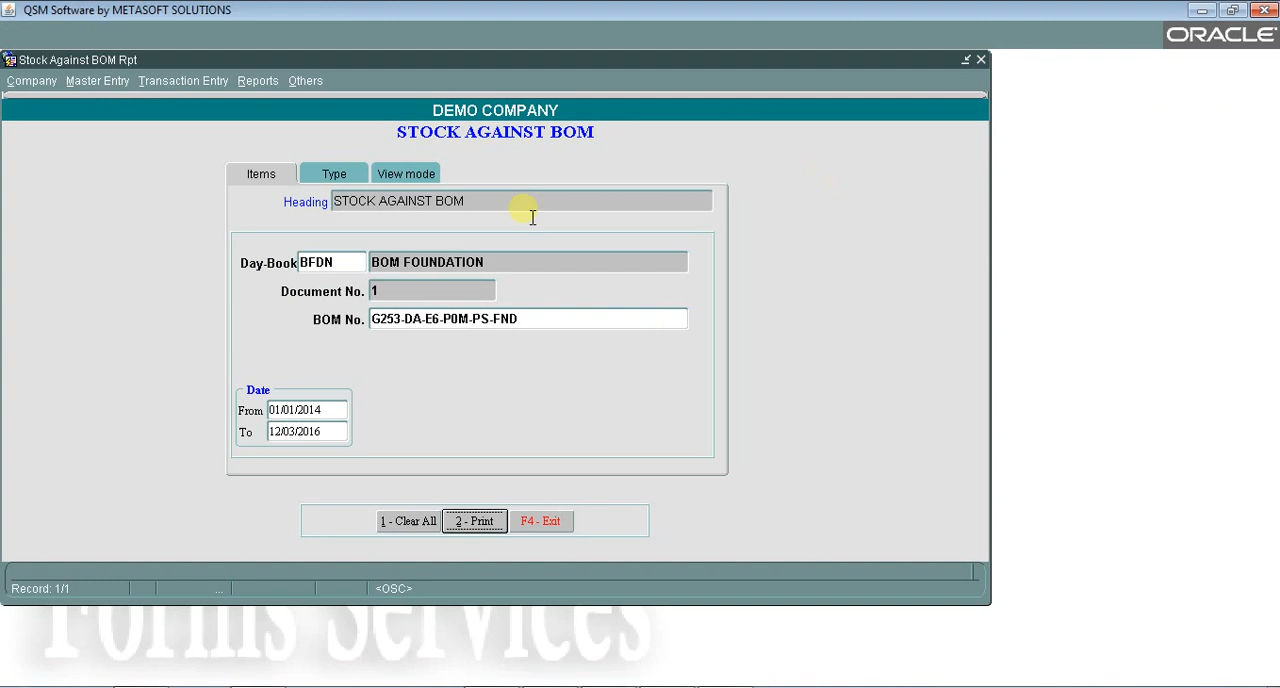 QSM Software by METASOFT SOLUTIONS
ORACLE
Stock Against BOM Rpt
Company Master Entry Transaction Entry Reports Others
DEMO COMPANY
STOCK AGAINST BOM
Items Type View mode
Heading STOCK AGAINST BOM
Day-Book BFDN BOM FOUNDATION
Document No. 1
BOM No. G253-DA-E6-P0M-PS-FND
Date
From 01/01/2014
To 12/03/2016
1 - Clear All 2 - Print F4 - Exit
Record: 1/1 ... <OSC>
Forms Services